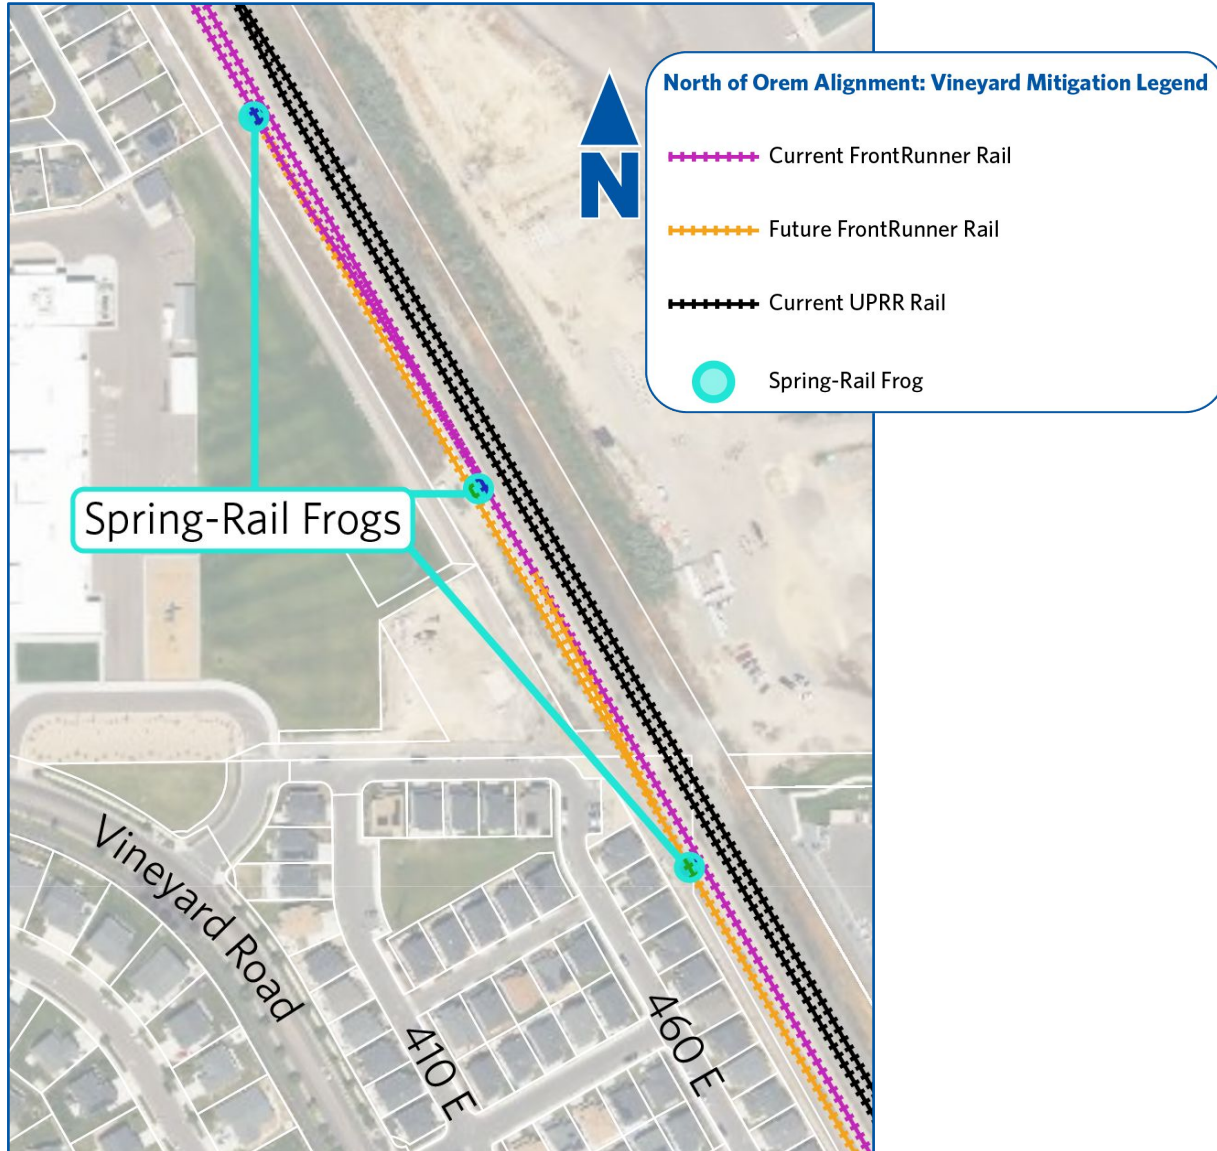 North of Orem Alignment: Vineyard Mitigation Legend
N
Current FrontRunner Rail
Future FrontRunner Rail
Current UPRR Rail
Spring-Rail Frog
Spring-Rail Frogs
Vineyard Road
410 E
460 E